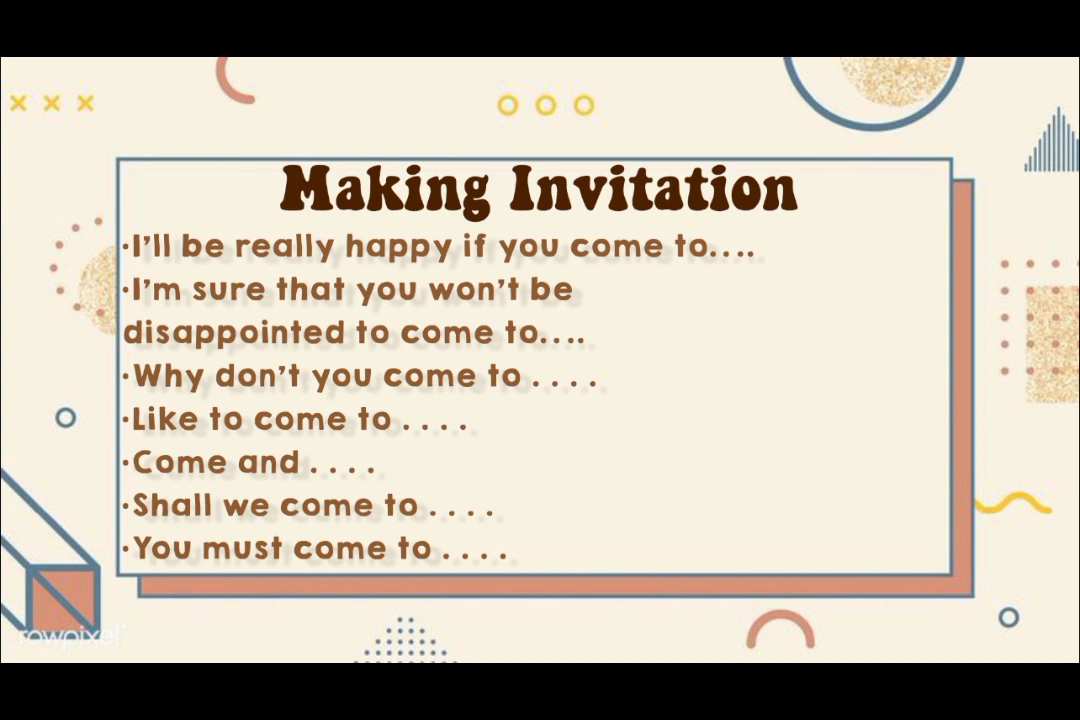 Making Invitation
•I'll be really happy if you come to....
•I'm sure that you won't be
disappointed to come to....
•Why don't you come to . . . .
•Like to come to . . . .
•Come and . . . .
•Shall we come to . . . .
•You must come to . . . .
rawpixel